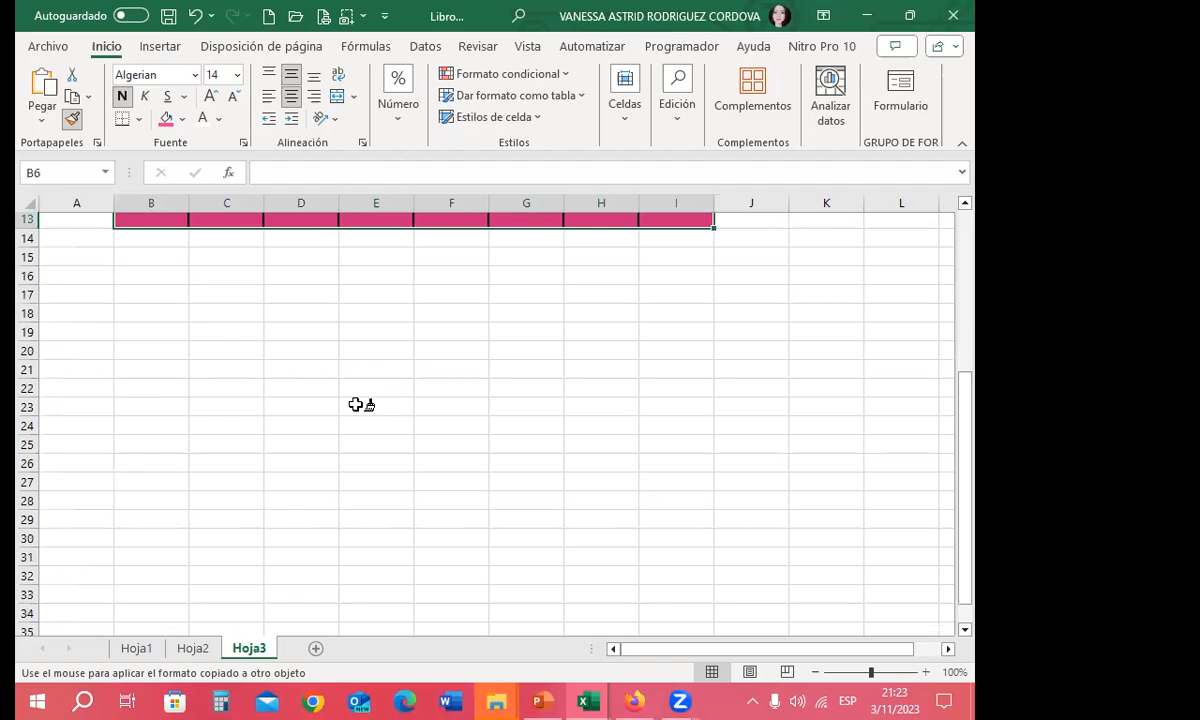 Autoguardado Libro... VANESSA ASTRID RODRIGUEZ CORDOVA
Archivo Inicio Insertar Disposición de página Fórmulas Datos Revisar Vista Automatizar Programador Ayuda Nitro Pro 10
Pegar Algerian 14 ab Número Formato condicional Celdas Edición Complementos Analizar datos Formulario
Dar formato como tabla
N K S A A Estilos de celda
Portapapeles Fuente Alineación Estilos Complementos GRUPO DE FOR
B6 fx
A B C D E F G H I J K L
13
14
15
16
17
18
19
20
21
22
23
24
25
26
27
28
29
30
31
32
33
34
35
Hoja1 Hoja2 Hoja3
Use el mouse para aplicar el formato copiado a otro objeto 100%
ESP 21:23
3/11/2023